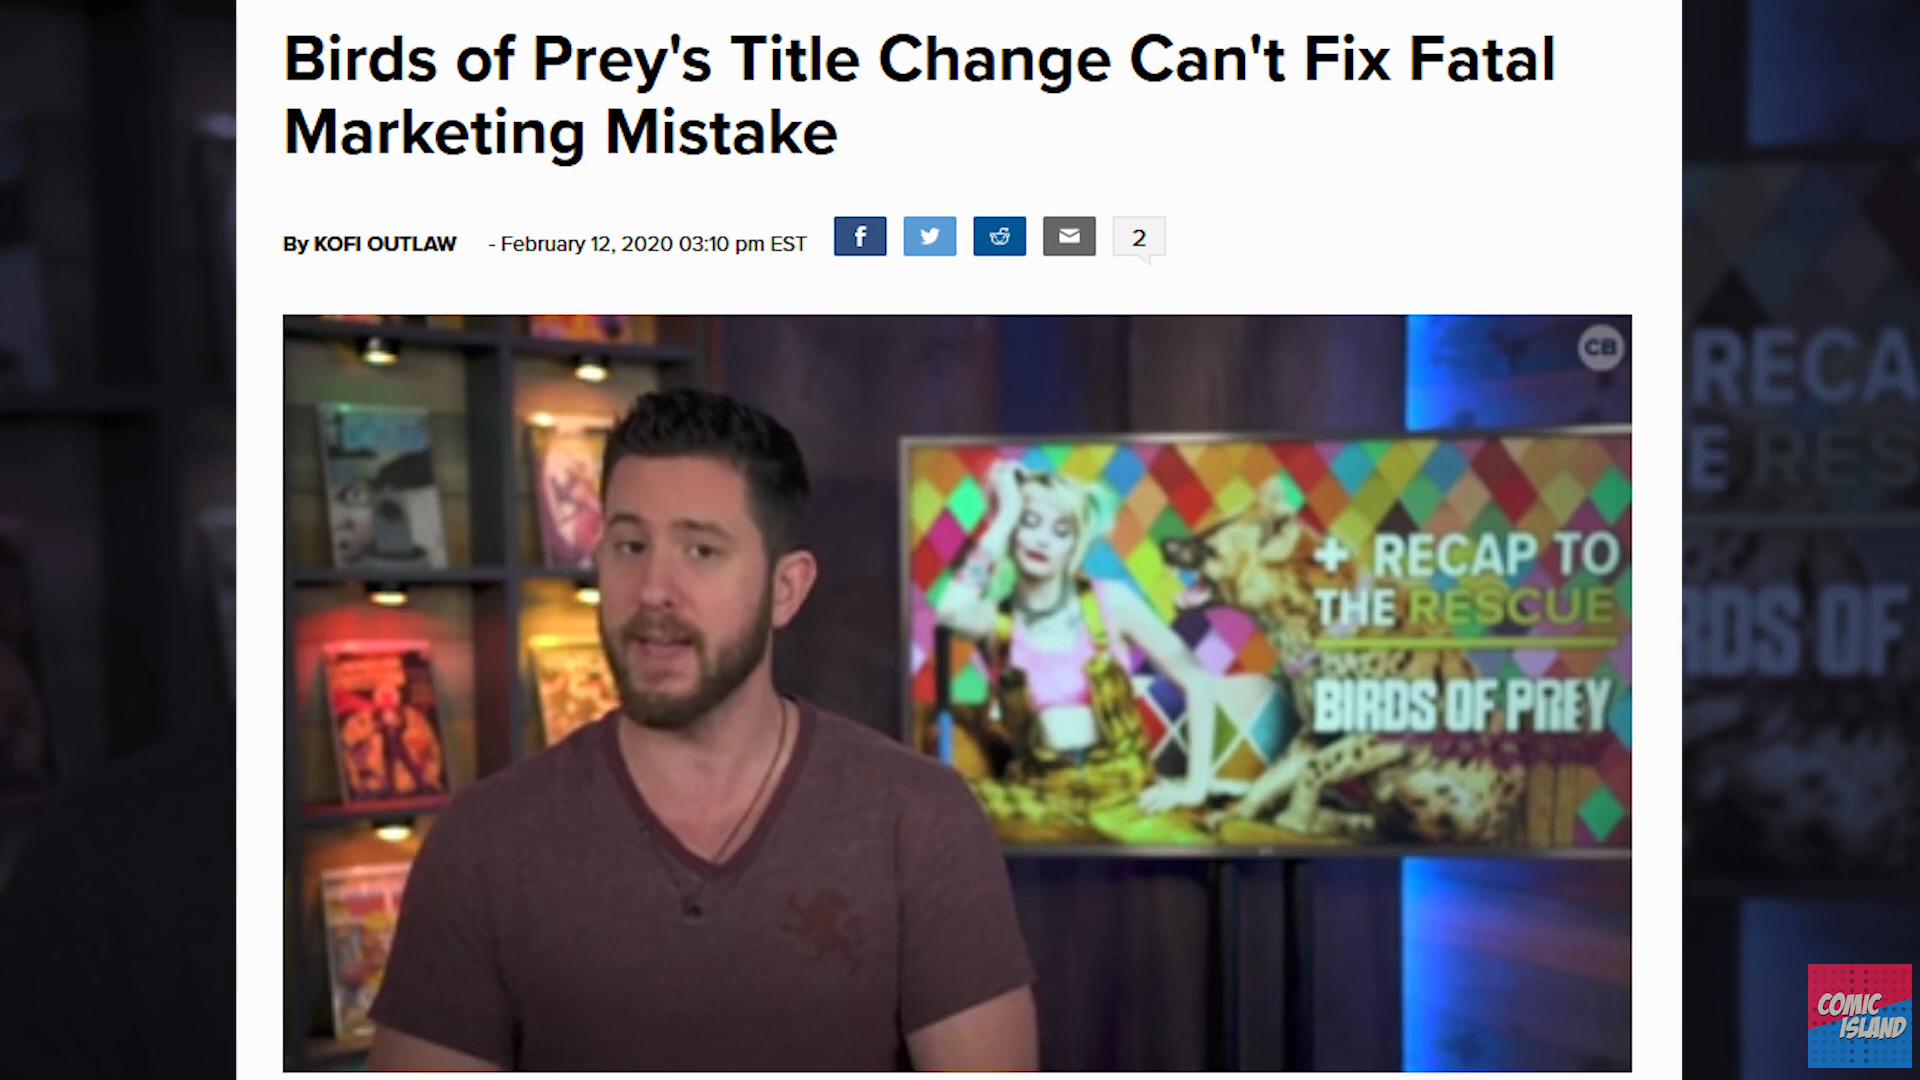 Birds of Prey's Title Change Can't Fix Fatal
Marketing Mistake
By KOFI OUTLAW - February 12, 2020 03:10 pm EST
f
2
CB
+ RECAP TO
THE RESCUE
BIRDS OF PREY
RECA
E RES
RDS OF
COMIC
ISLAND